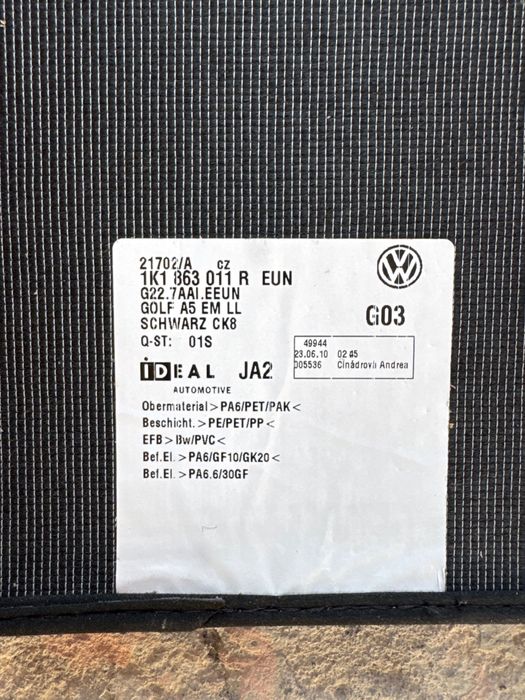 21702/A CZ
1K1 863 011 R EUN
G22.7AAI.EEUN
GOLF A5 EM LL
SCHWARZ CK8
Q-ST: 01S
VW
G03
49944
23.06.10 02:45
005536 Cinádrová Andrea
IDEAL JA2
AUTOMOTIVE
Obermaterial>PA6/PET/PAK<
Beschicht.>PE/PET/PP<
EFB>Bw/PVC<
Bef.El.>PA6/GF10/GK20<
Bef.El.>PA6.6/30GF